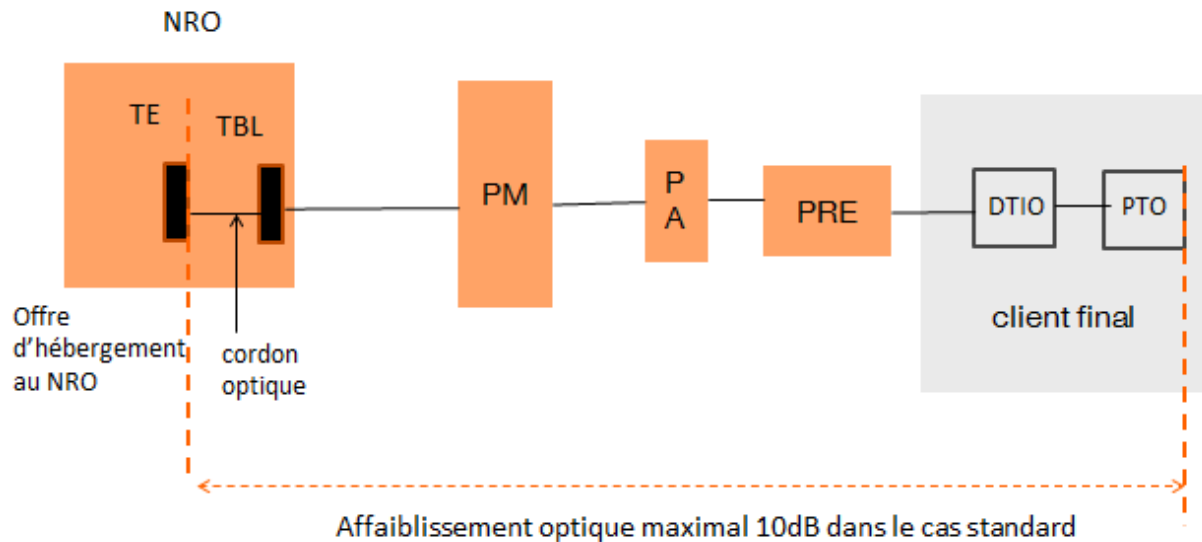 NRO
TE
TBL
PM
P
A
PRE
DTIO
PTO
client final
Offre
d'hébergement
au NRO
cordon
optique
Affaiblissement optique maximal 10dB dans le cas standard